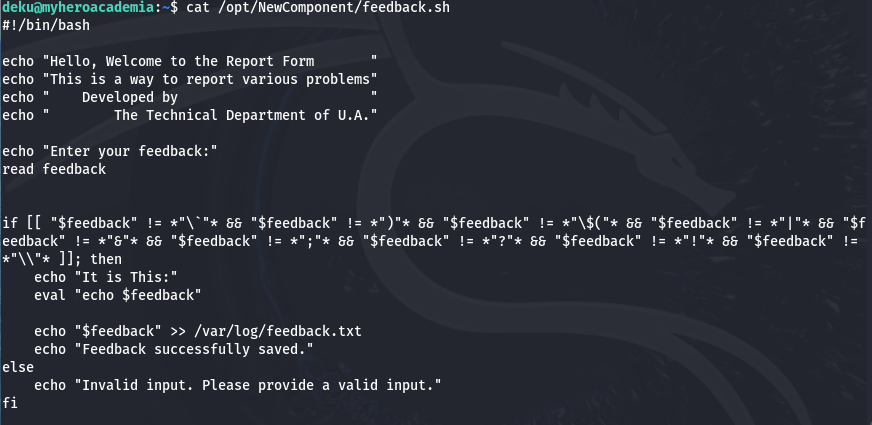 deku@myheroacademia:~$ cat /opt/NewComponent/feedback.sh
#!/bin/bash
echo "Hello, Welcome to the Report Form       "
echo "This is a way to report various problems"
echo "    Developed by                        "
echo "        The Technical Department of U.A."
echo "Enter your feedback:"
read feedback
if [[ "$feedback" != *"\`"* && "$feedback" != *")"* && "$feedback" != *"\$("* && "$feedback" != *"|"* && "$f
eedback" != *"&"* && "$feedback" != *";"* && "$feedback" != *"?"* && "$feedback" != *"!"* && "$feedback" !=
*"\\"* ]]; then
    echo "It is This:"
    eval "echo $feedback"
    echo "$feedback" >> /var/log/feedback.txt
    echo "Feedback successfully saved."
else
    echo "Invalid input. Please provide a valid input."
fi